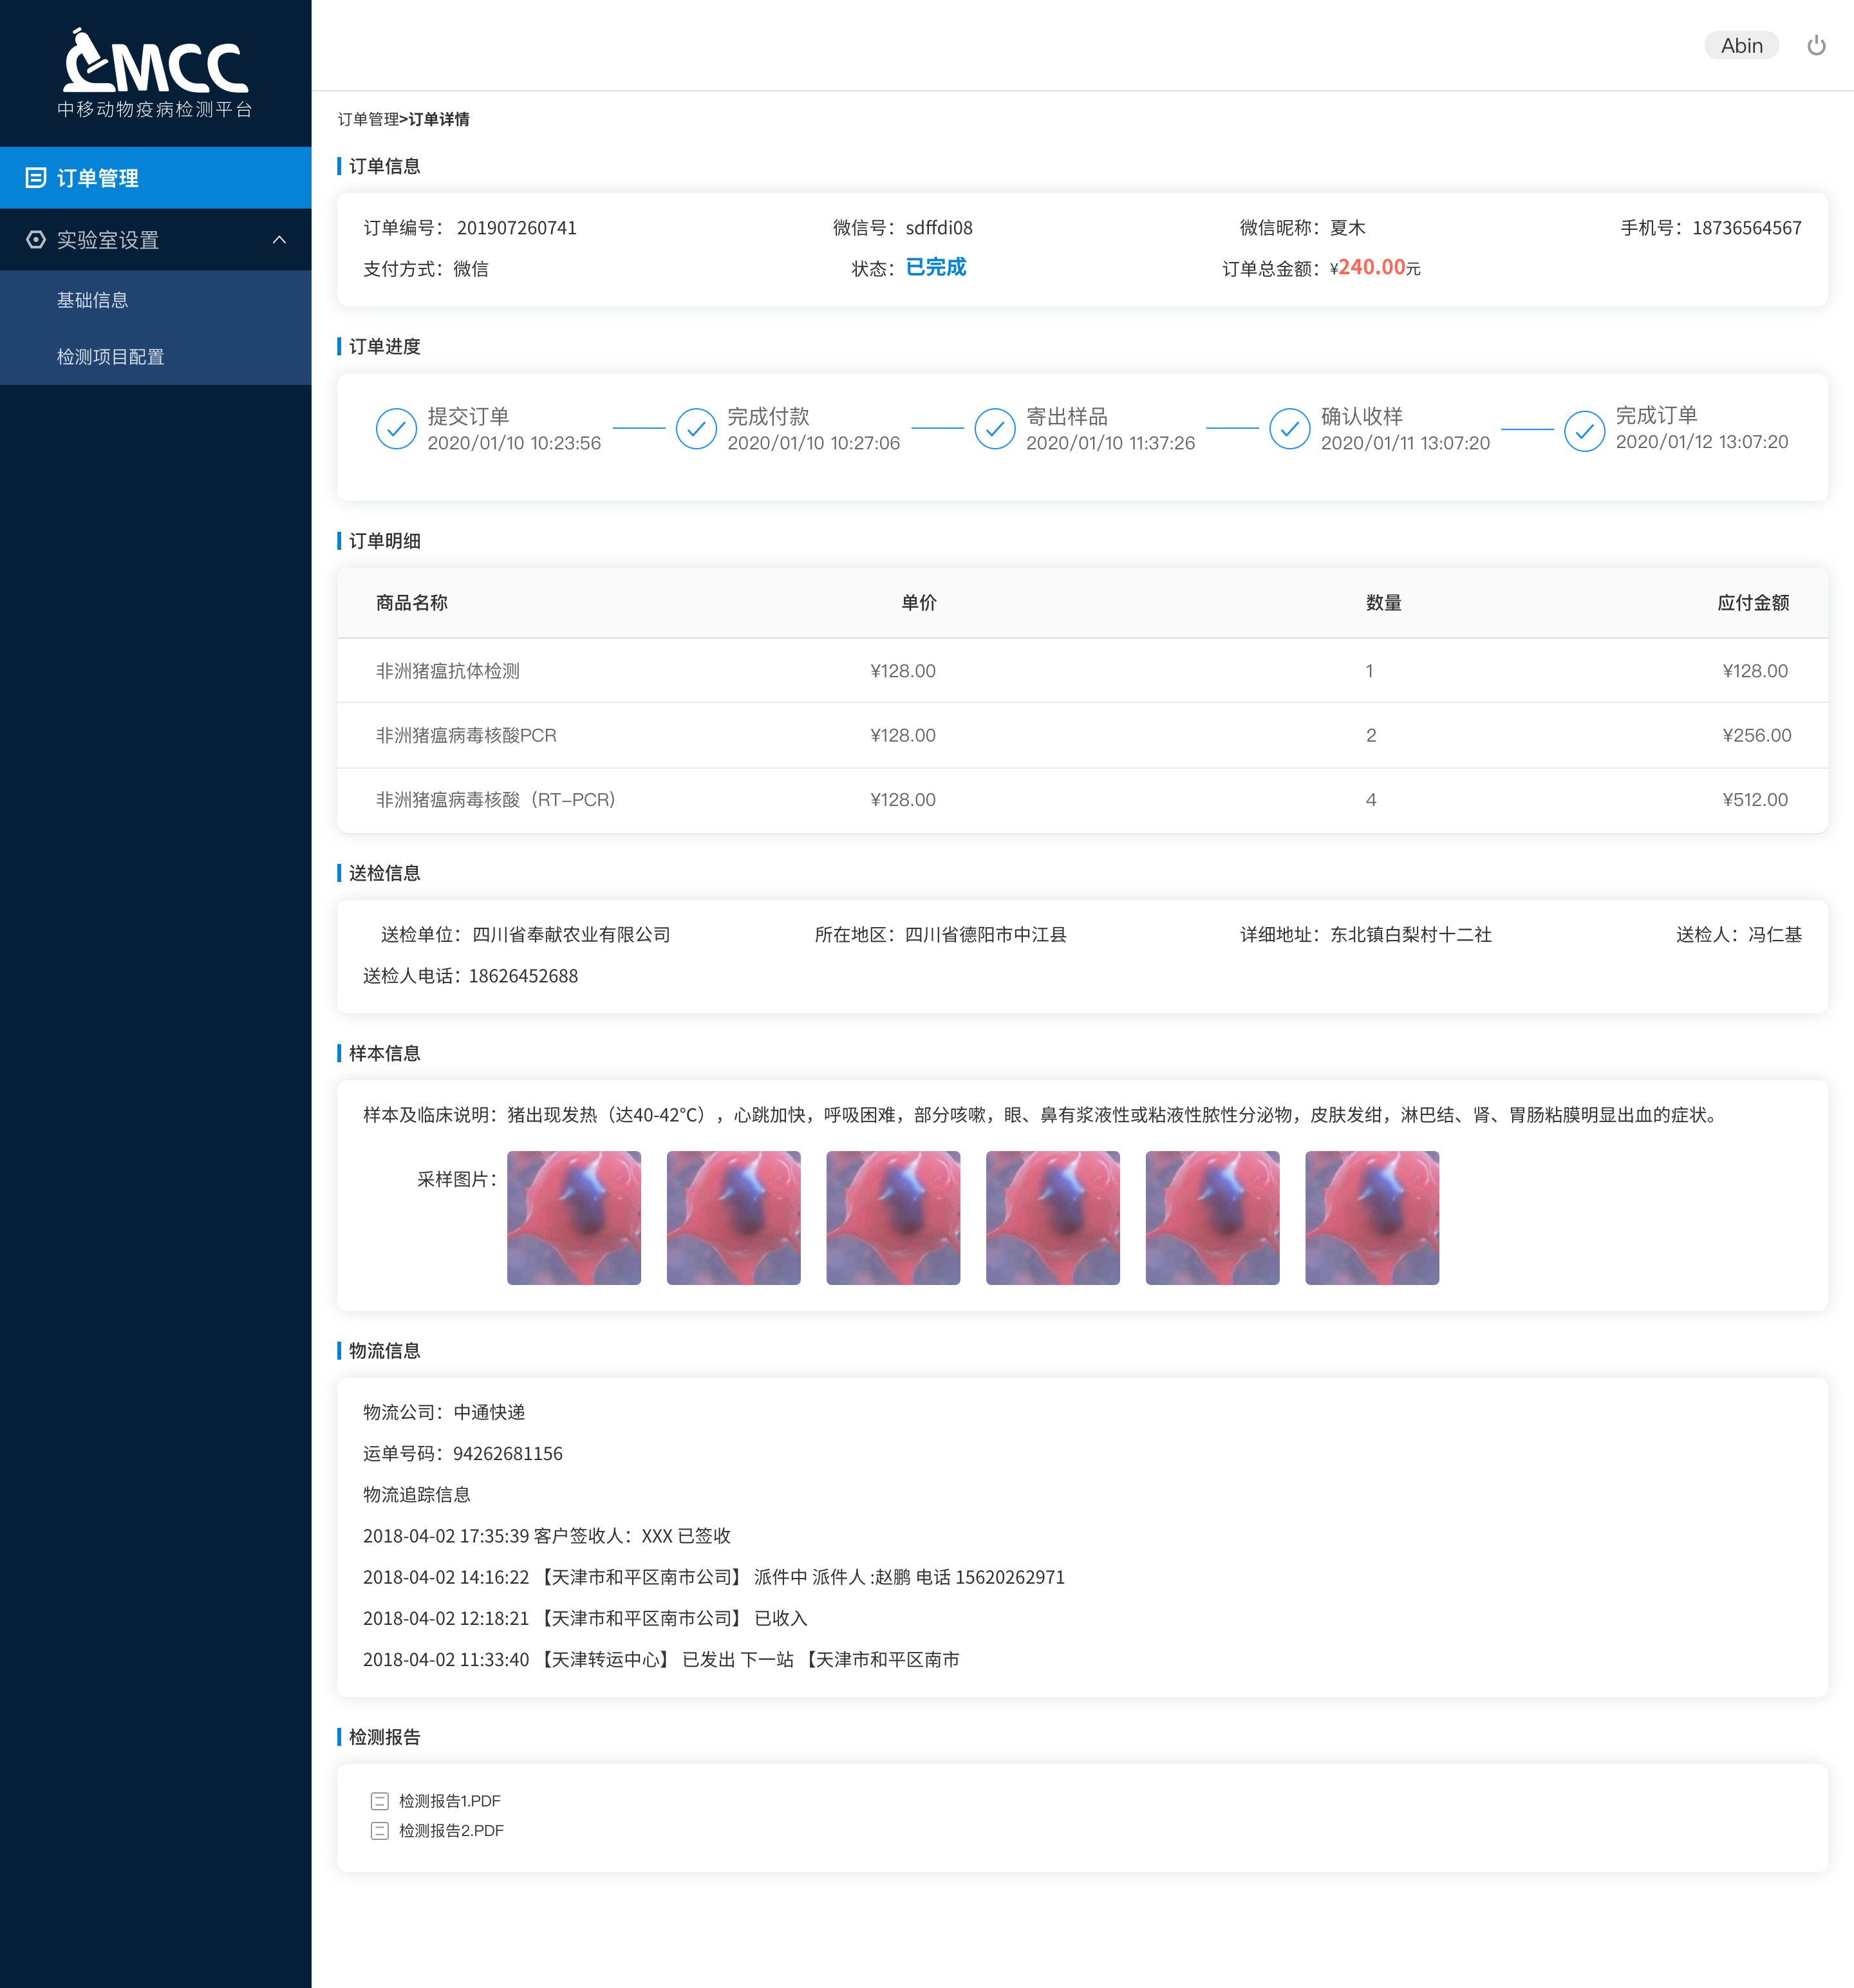 MCC
中移动物疫病检测平台
Abin
订单管理
实验室设置
基础信息
检测项目配置
订单管理>订单详情
订单信息
订单编号： 201907260741 微信号：sdffdi08 微信昵称：夏木 手机号：18736564567
支付方式：微信 状态：已完成 订单总金额：¥240.00元
订单进度
提交订单 完成付款 寄出样品 确认收样 完成订单
2020/01/10 10:23:56 2020/01/10 10:27:06 2020/01/10 11:37:26 2020/01/11 13:07:20 2020/01/12 13:07:20
订单明细
商品名称 单价 数量 应付金额
非洲猪瘟抗体检测 ¥128.00 1 ¥128.00
非洲猪瘟病毒核酸PCR ¥128.00 2 ¥256.00
非洲猪瘟病毒核酸（RT–PCR） ¥128.00 4 ¥512.00
送检信息
送检单位：四川省奉献农业有限公司 所在地区：四川省德阳市中江县 详细地址：东北镇白梨村十二社 送检人：冯仁基
送检人电话：18626452688
样本信息
样本及临床说明：猪出现发热（达40-42℃），心跳加快，呼吸困难，部分咳嗽，眼、鼻有浆液性或粘液性脓性分泌物，皮肤发绀，淋巴结、肾、胃肠粘膜明显出血的症状。
采样图片：
物流信息
物流公司：中通快递
运单号码：94262681156
物流追踪信息
2018-04-02 17:35:39 客户签收人：XXX 已签收
2018-04-02 14:16:22 【天津市和平区南市公司】 派件中 派件人 :赵鹏 电话 15620262971
2018-04-02 12:18:21 【天津市和平区南市公司】 已收入
2018-04-02 11:33:40 【天津转运中心】 已发出 下一站 【天津市和平区南市
检测报告
检测报告1.PDF
检测报告2.PDF